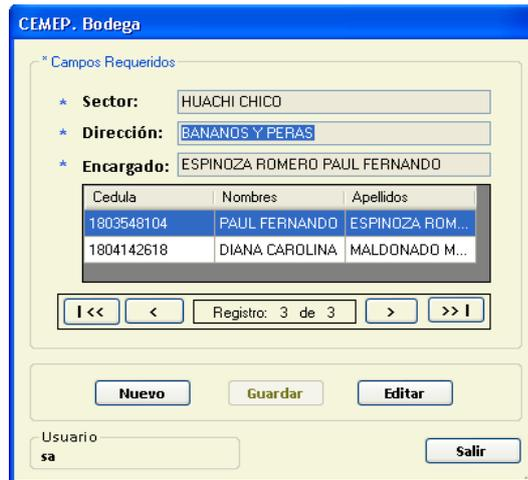 CEMEP. Bodega
* Campos Requeridos
* Sector: HUACHI CHICO
* Dirección: BANANOS Y PERAS
* Encargado: ESPINOZA ROMERO PAUL FERNANDO
Cedula Nombres Apellidos
1803548104 PAUL FERNANDO ESPINOZA ROM...
1804142618 DIANA CAROLINA MALDONADO M...
I << < Registro: 3 de 3 > >> I
Nuevo Guardar Editar
Usuario
sa
Salir